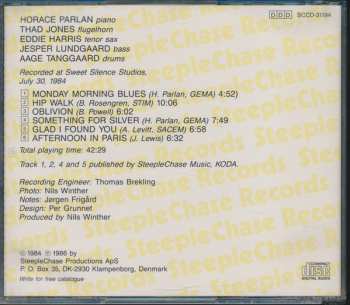 HORACE PARLAN piano
THAD JONES flugelhorn
EDDIE HARRIS tenor sax
JESPER LUNDGAARD bass
AAGE TANGGAARD drums
DDD SCCD-31194
Recorded at Sweet Silence Studios,
July 30, 1984
1 MONDAY MORNING BLUES (H. Parlan, GEMA) 4:52)
2 HIP WALK (B. Rosengren, STIM) 10:06
3 OBLIVION (B. Powell) 6:02
4 SOMETHING FOR SILVER (H. Parlan, GEMA) 7:49
5 GLAD I FOUND YOU (A. Levitt, SACEM) 6:58
6 AFTERNOON IN PARIS (J. Lewis) 6:32
Total playing time: 42:29
Track 1, 2, 4 and 5 published by SteepleChase Music, KODA.
Recording Engineer: Thomas Brekling
Photo: Nils Winther
Notes: Jørgen Frigård
Design: Per Grunnet
Produced by Nils Winther
℗ 1984 © 1986 by
SteepleChase Productions ApS
P. O. Box 35, DK-2930 Klampenborg, Denmark
Write for free catalogue
COMPACT
disc
DIGITAL AUDIO
SteepleChase Records